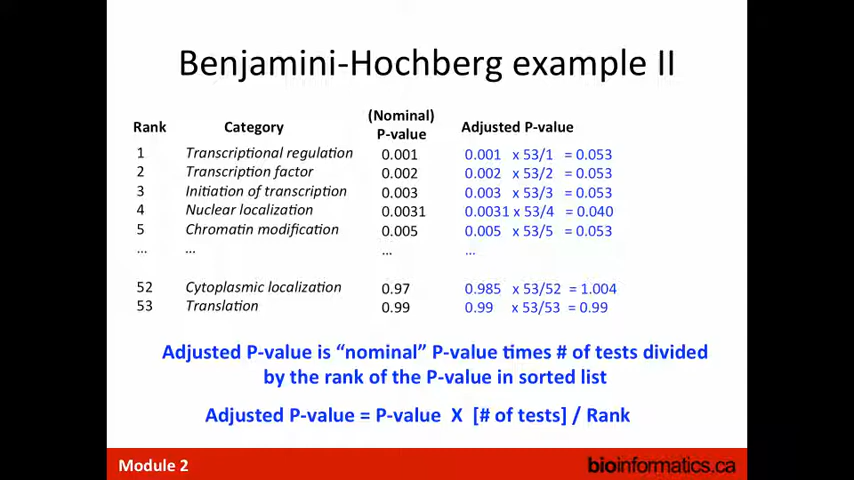 Benjamini-Hochberg example II
Rank Category (Nominal) P-value Adjusted P-value
1 Transcriptional regulation 0.001 0.001 x 53/1 = 0.053
2 Transcription factor 0.002 0.002 x 53/2 = 0.053
3 Initiation of transcription 0.003 0.003 x 53/3 = 0.053
4 Nuclear localization 0.0031 0.0031 x 53/4 = 0.040
5 Chromatin modification 0.005 0.005 x 53/5 = 0.053
... ... ... ...
52 Cytoplasmic localization 0.97 0.985 x 53/52 = 1.004
53 Translation 0.99 0.99 x 53/53 = 0.99
Adjusted P-value is “nominal” P-value times # of tests divided
by the rank of the P-value in sorted list
Adjusted P-value = P-value X [# of tests] / Rank
Module 2 bioinformatics.ca